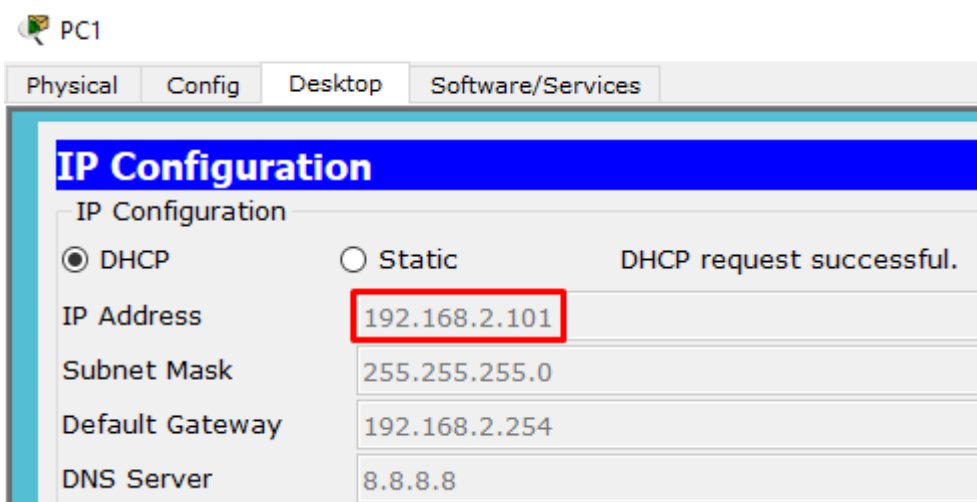 PC1
Physical Config Desktop Software/Services
IP Configuration
IP Configuration
DHCP Static DHCP request successful.
IP Address 192.168.2.101
Subnet Mask 255.255.255.0
Default Gateway 192.168.2.254
DNS Server 8.8.8.8